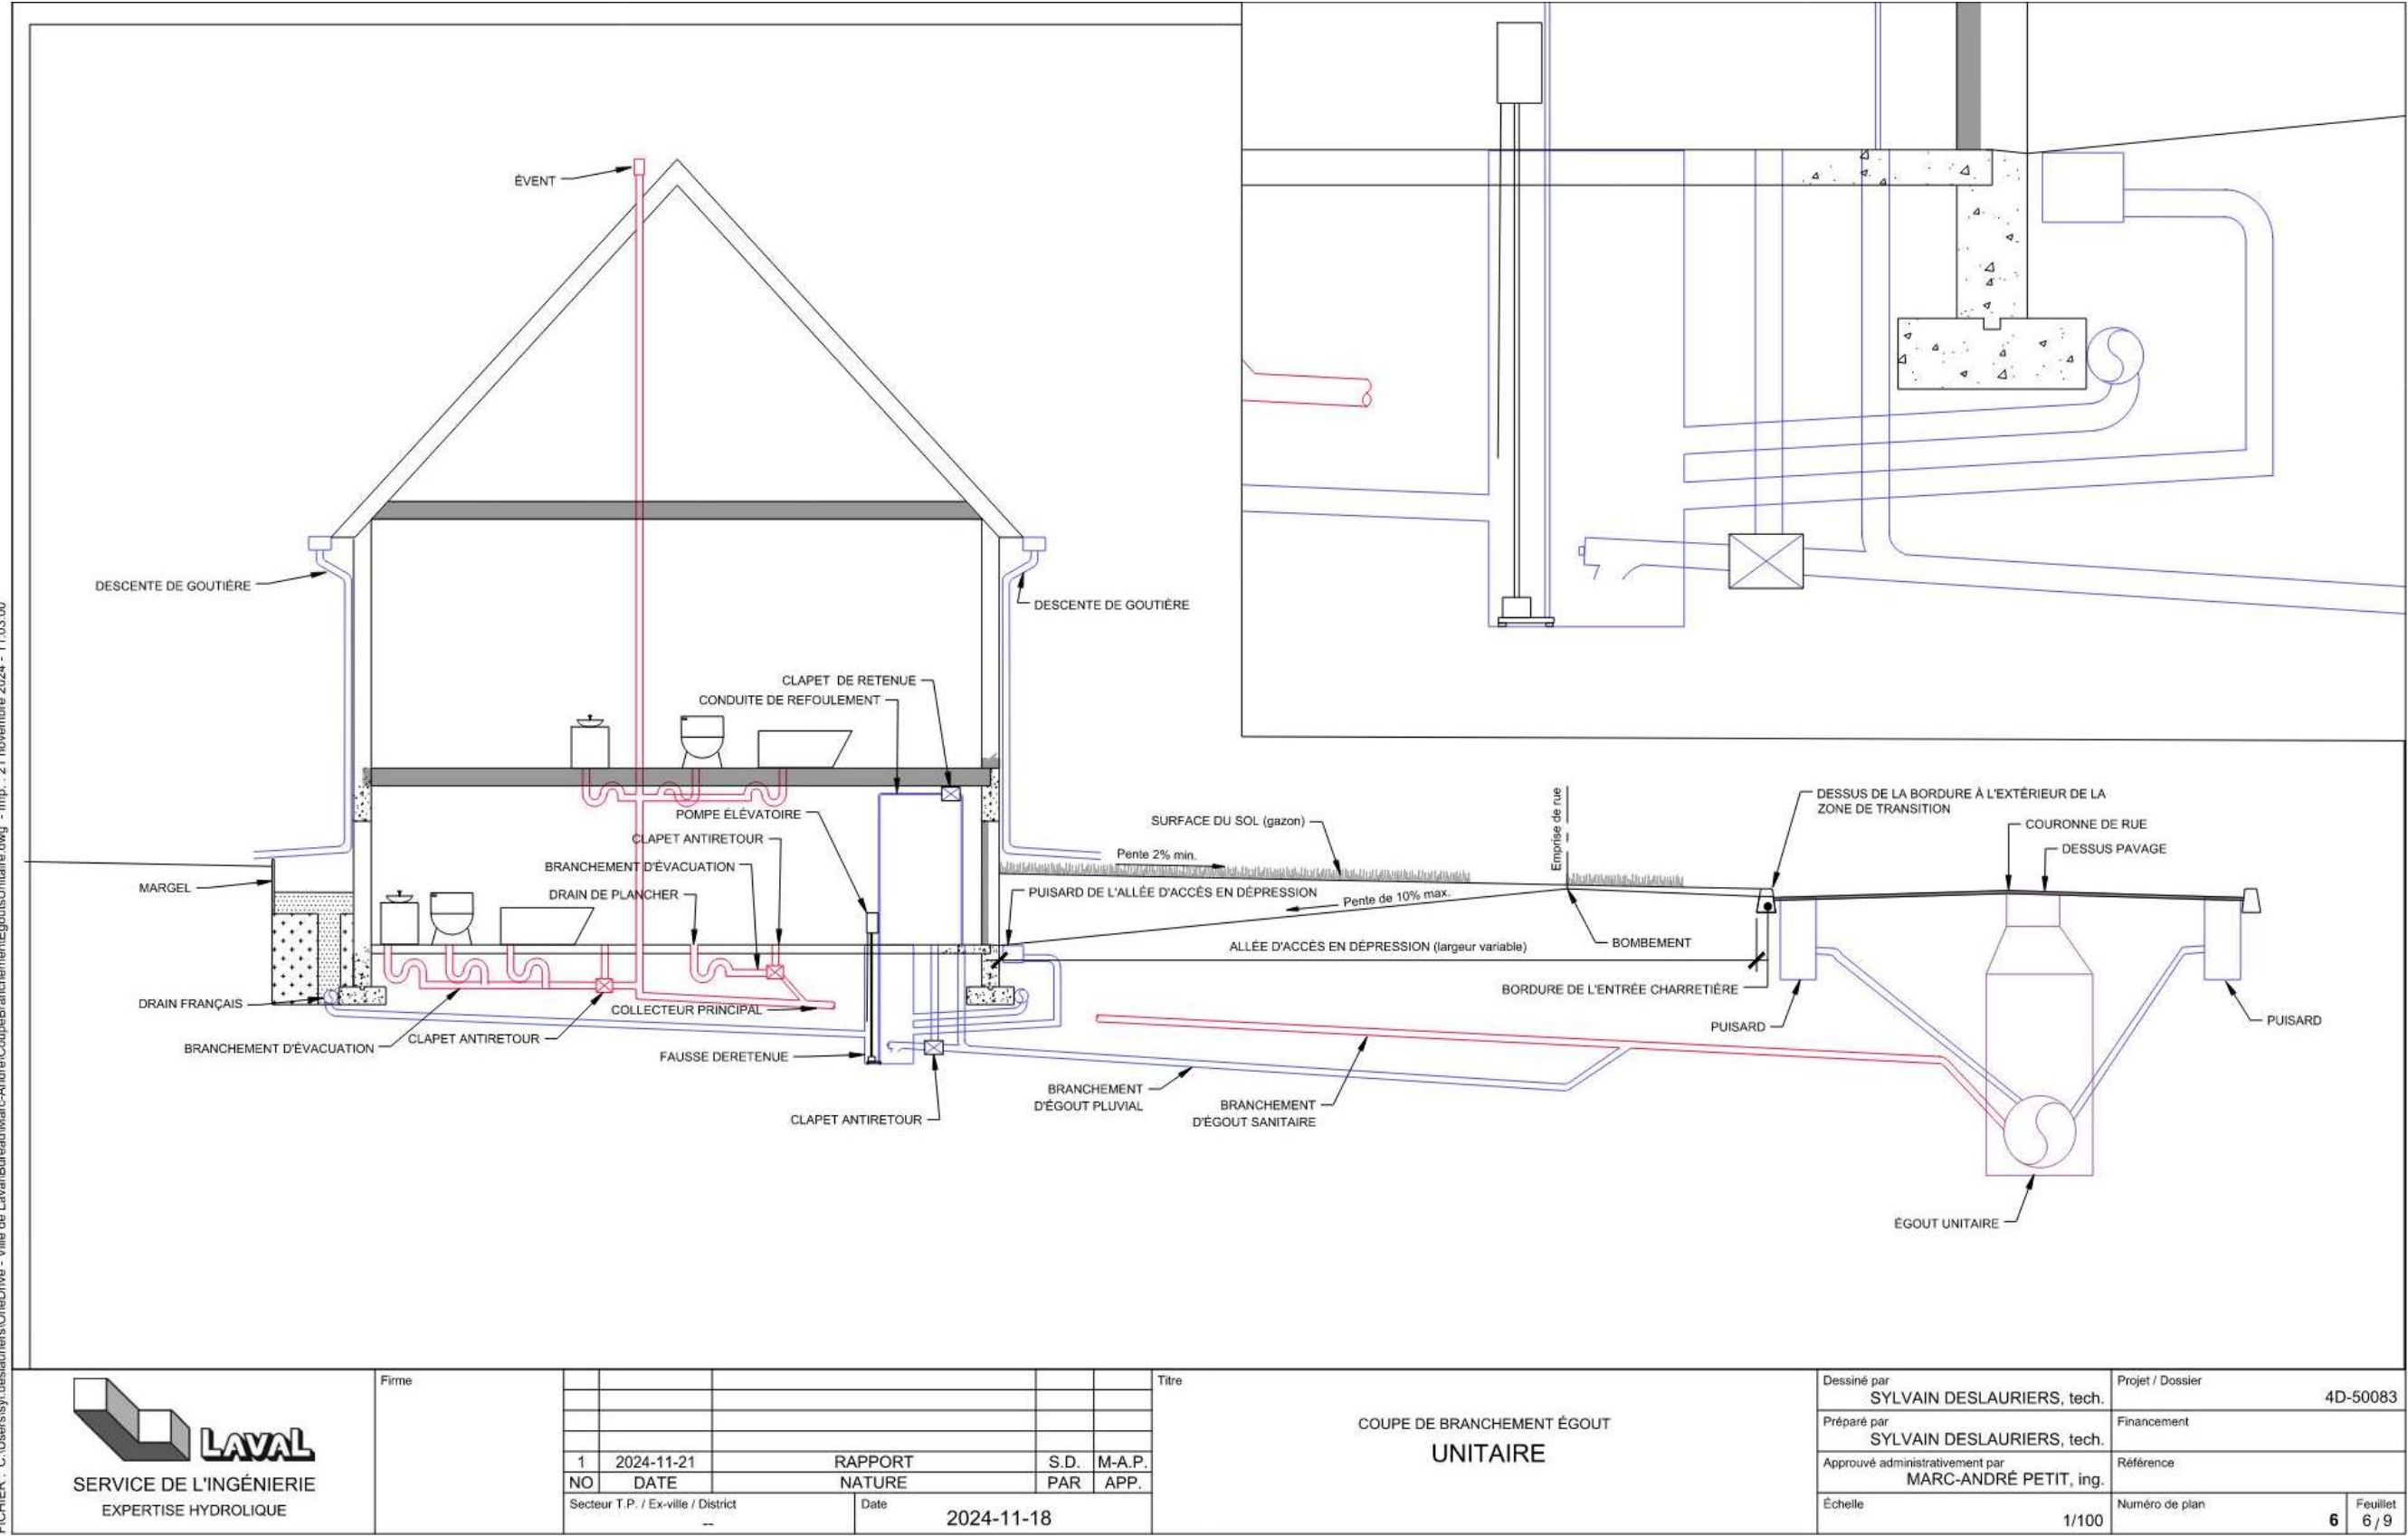 ÉVENT
DESCENTE DE GOUTIÈRE
DESCENTE DE GOUTIÈRE
CLAPET DE RETENUE
CONDUITE DE REFOULEMENT
POMPE ÉLÉVATOIRE
CLAPET ANTIRETOUR
BRANCHEMENT D'ÉVACUATION
DRAIN DE PLANCHER
MARGEL
DRAIN FRANÇAIS
BRANCHEMENT D'ÉVACUATION
CLAPET ANTIRETOUR
COLLECTEUR PRINCIPAL
FAUSSE DERETENUE
CLAPET ANTIRETOUR
SURFACE DU SOL (gazon)
Pente 2% min.
PUISARD DE L'ALLÉE D'ACCÈS EN DÉPRESSION
Pente de 10% max.
ALLÉE D'ACCÈS EN DÉPRESSION (largeur variable)
Emprise de rue
BOMBEMENT
BORDURE DE L'ENTRÉE CHARRETIÈRE
DESSUS DE LA BORDURE À L'EXTÉRIEUR DE LA
ZONE DE TRANSITION
COURONNE DE RUE
DESSUS PAVAGE
PUISARD
PUISARD
BRANCHEMENT
D'ÉGOUT PLUVIAL
BRANCHEMENT
D'ÉGOUT SANITAIRE
ÉGOUT UNITAIRE
LAVAL
SERVICE DE L'INGÉNIERIE
EXPERTISE HYDROLIQUE
Firme
1 2024-11-21 RAPPORT S.D. M-A.P.
NO DATE NATURE PAR APP.
Secteur T.P. / Ex-ville / District
--
Date
2024-11-18
Titre
COUPE DE BRANCHEMENT ÉGOUT
UNITAIRE
Dessiné par
SYLVAIN DESLAURIERS, tech.
Préparé par
SYLVAIN DESLAURIERS, tech.
Approuvé administrativement par
MARC-ANDRÉ PETIT, ing.
Échelle
1/100
Projet / Dossier
4D-50083
Financement
Référence
Numéro de plan
6
Feuillet
6 / 9